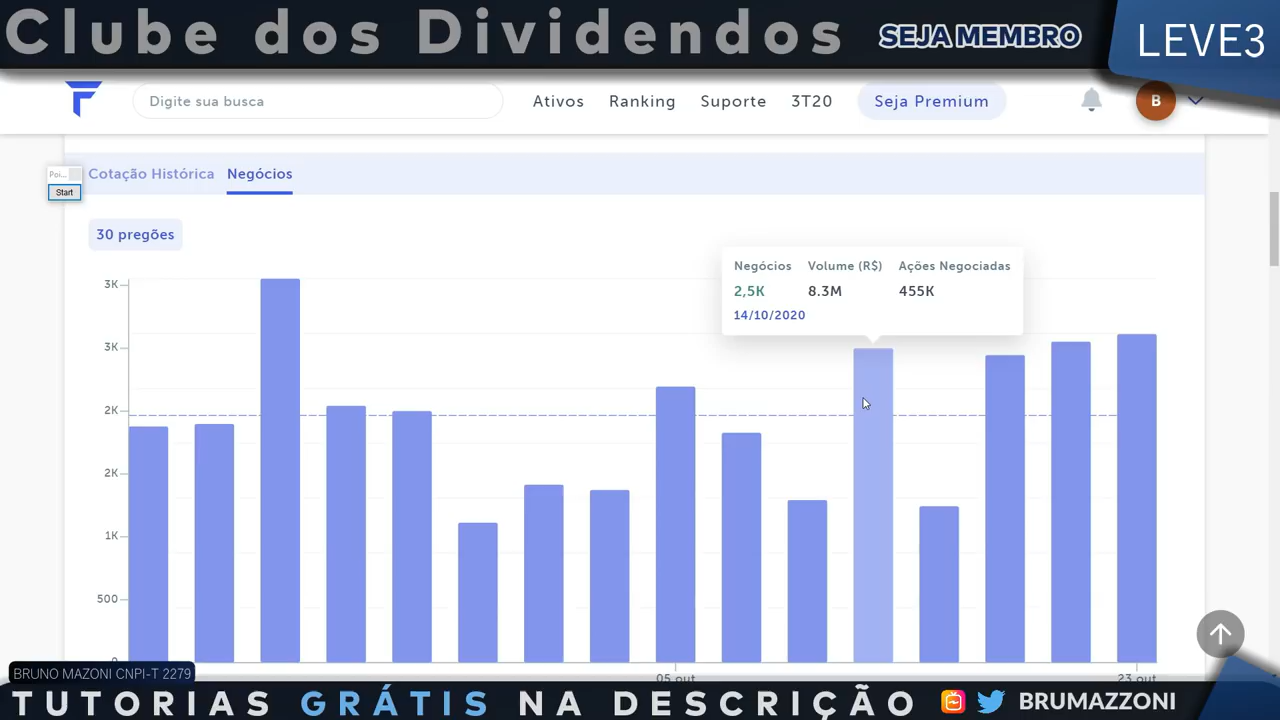 Clube dos Dividendos SEJA MEMBRO LEVE3
Digite sua busca Ativos Ranking Suporte 3T20 Seja Premium B
Poi...
Start
Cotação Histórica Negócios
30 pregões
Negócios Volume (R$) Ações Negociadas
2,5K 8.3M 455K
14/10/2020
3K
3K
2K
2K
1K
500
0
05 out 23 out
BRUNO MAZONI CNPI-T 2279
TUTORIAS GRÁTIS NA DESCRIÇÃO BRUMAZZONI